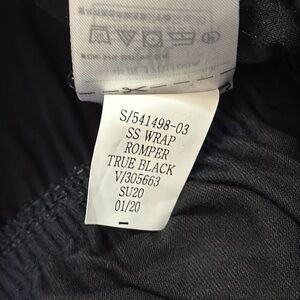 S/541498-03
SS WRAP
ROMPER
TRUE BLACK
V/305663
SU20
01/20